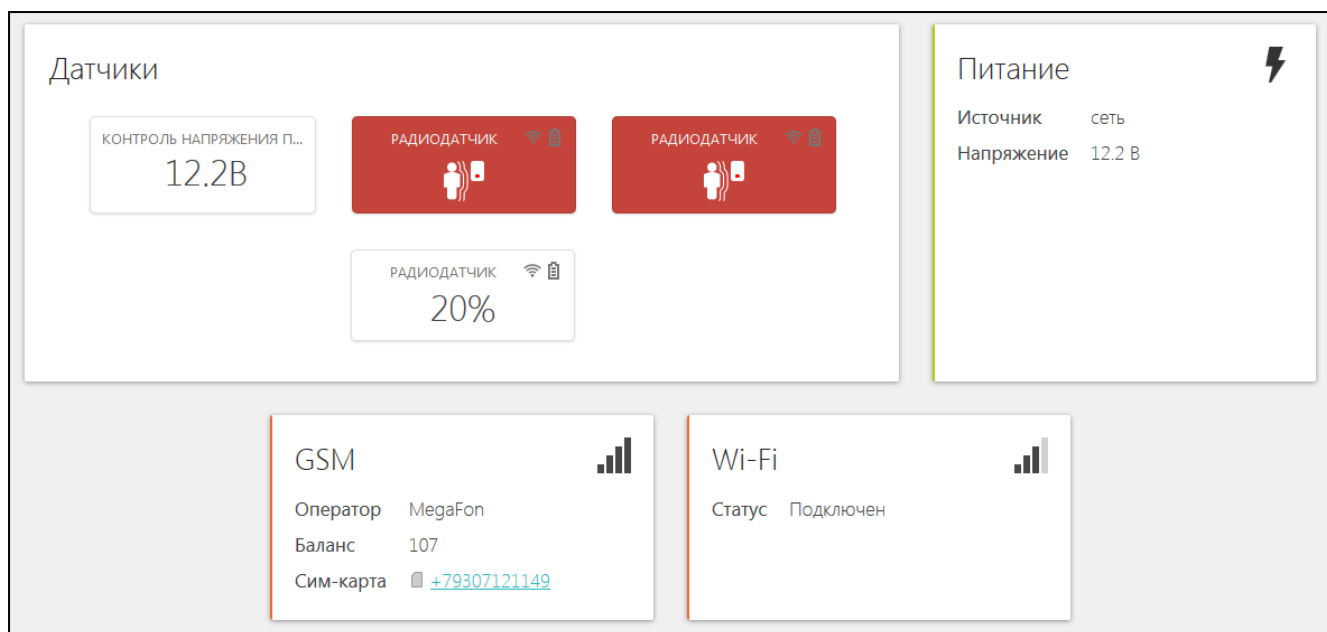 Датчики
КОНТРОЛЬ НАПРЯЖЕНИЯ П...
12.2В
РАДИОДАТЧИК
РАДИОДАТЧИК
РАДИОДАТЧИК
20%
Питание
Источник сеть
Напряжение 12.2 В
GSM
Оператор MegaFon
Баланс 107
Сим-карта +79307121149
Wi-Fi
Статус Подключен